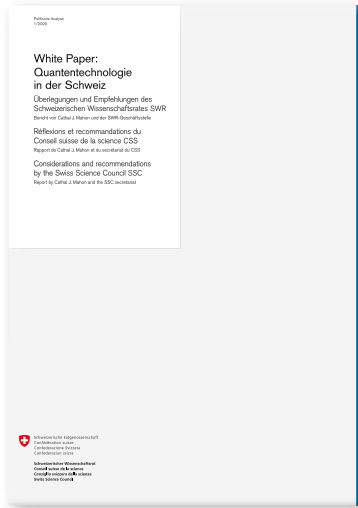 Politische Analyse
1/2020
White Paper:
Quantentechnologie
in der Schweiz
Überlegungen und Empfehlungen des
Schweizerischen Wissenschaftsrates SWR
Bericht von Cathal J. Mahon und der SWR-Geschäftsstelle
Réflexions et recommandations du
Conseil suisse de la science CSS
Rapport de Cathal J. Mahon et du secrétariat du CSS
Considerations and recommendations
by the Swiss Science Council SSC
Report by Cathal J. Mahon and the SSC secretariat
Schweizerische Eidgenossenschaft
Confédération suisse
Confederazione Svizzera
Confederaziun svizra
Schweizerischer Wissenschaftsrat
Conseil suisse de la science
Consiglio svizzero della scienza
Swiss Science Council